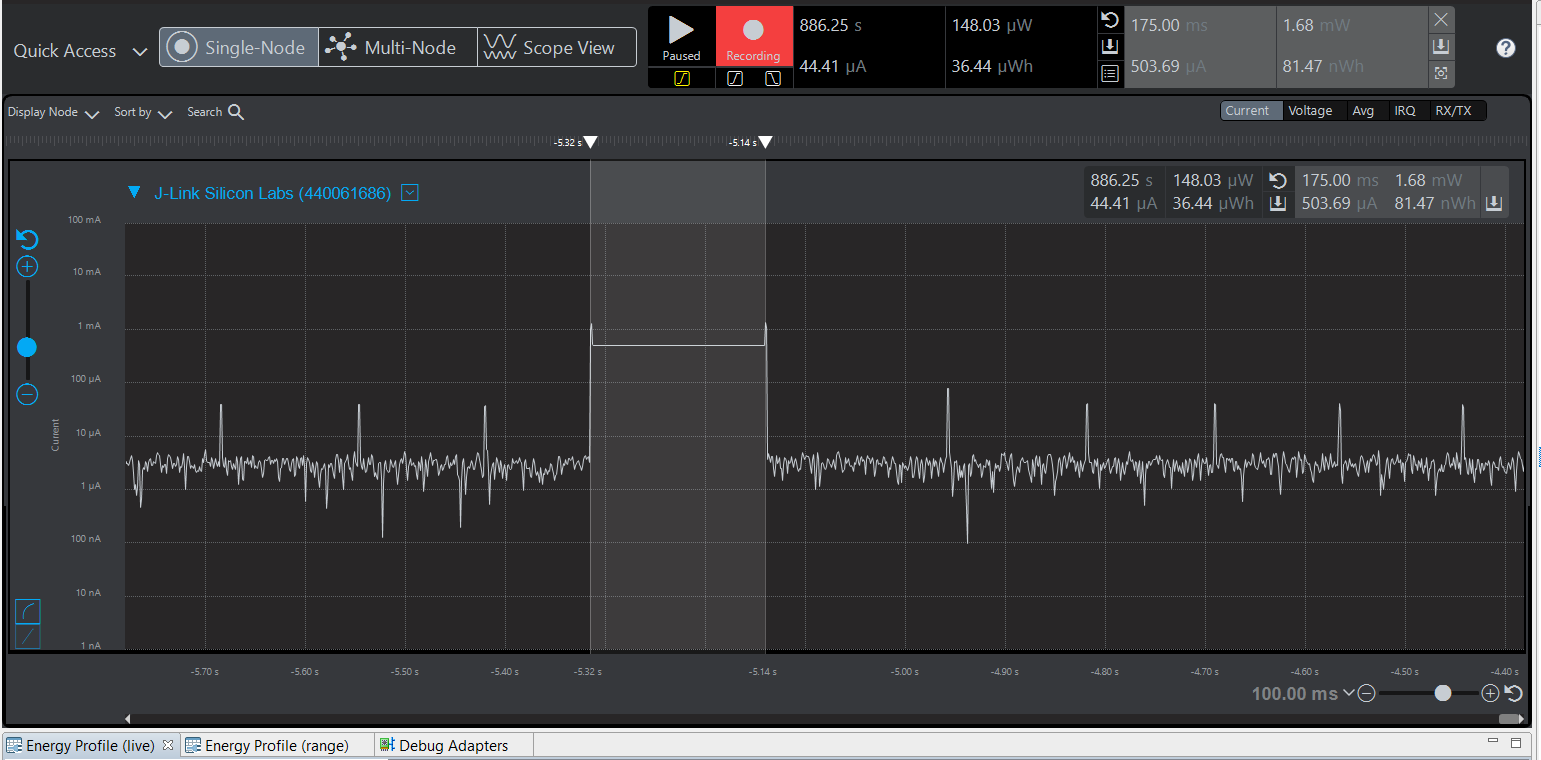 Quick Access
Single-Node
Multi-Node
Scope View
Paused
Recording
886.25 s
148.03 µW
44.41 µA
36.44 µWh
175.00 ms
1.68 mW
503.69 µA
81.47 nWh
?
Display Node
Sort by
Search
Current
Voltage
Avg
IRQ
RX/TX
-5.32 s
-5.14 s
J-Link Silicon Labs (440061686)
886.25 s
148.03 µW
175.00 ms
1.68 mW
44.41 µA
36.44 µWh
503.69 µA
81.47 nWh
100 mA
10 mA
1 mA
100 µA
10 µA
1 µA
100 nA
10 nA
1 nA
Current
-5.70 s
-5.60 s
-5.50 s
-5.40 s
-5.32 s
-5.14 s
-5.00 s
-4.90 s
-4.80 s
-4.70 s
-4.60 s
-4.50 s
-4.40 s
100.00 ms
Energy Profile (live)
Energy Profile (range)
Debug Adapters